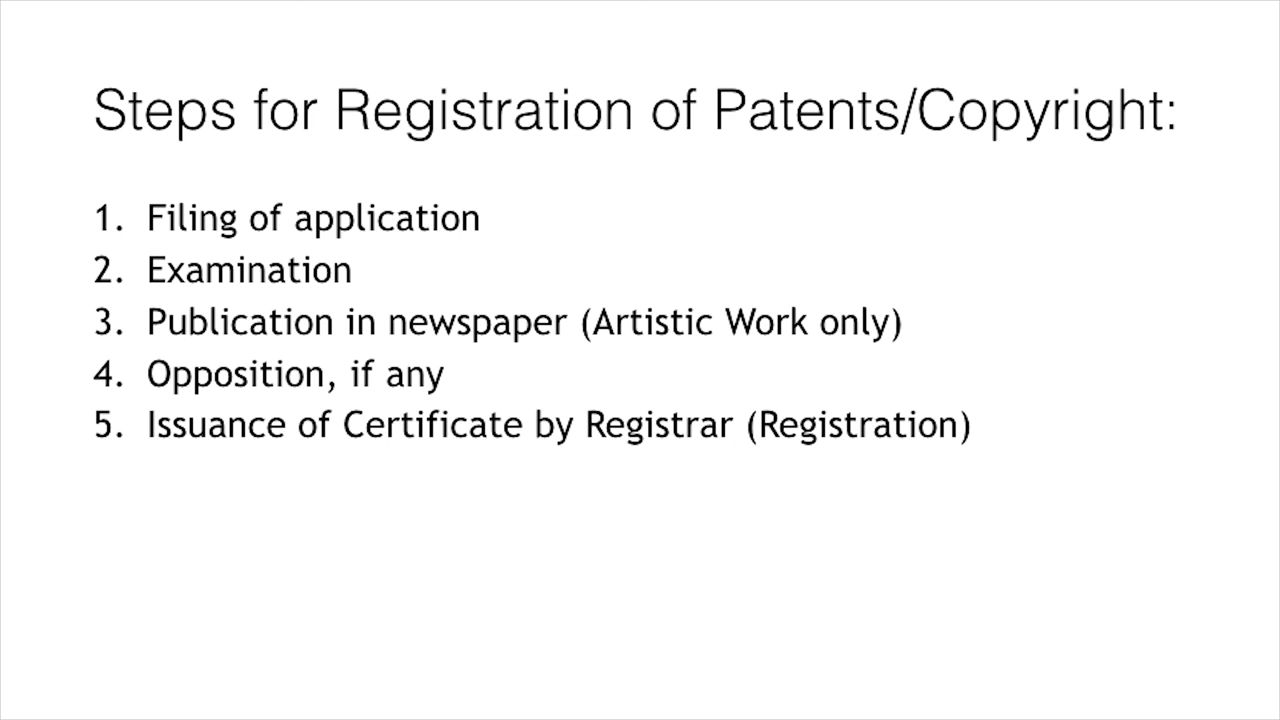 Steps for Registration of Patents/Copyright:
1. Filing of application
2. Examination
3. Publication in newspaper (Artistic Work only)
4. Opposition, if any
5. Issuance of Certificate by Registrar (Registration)